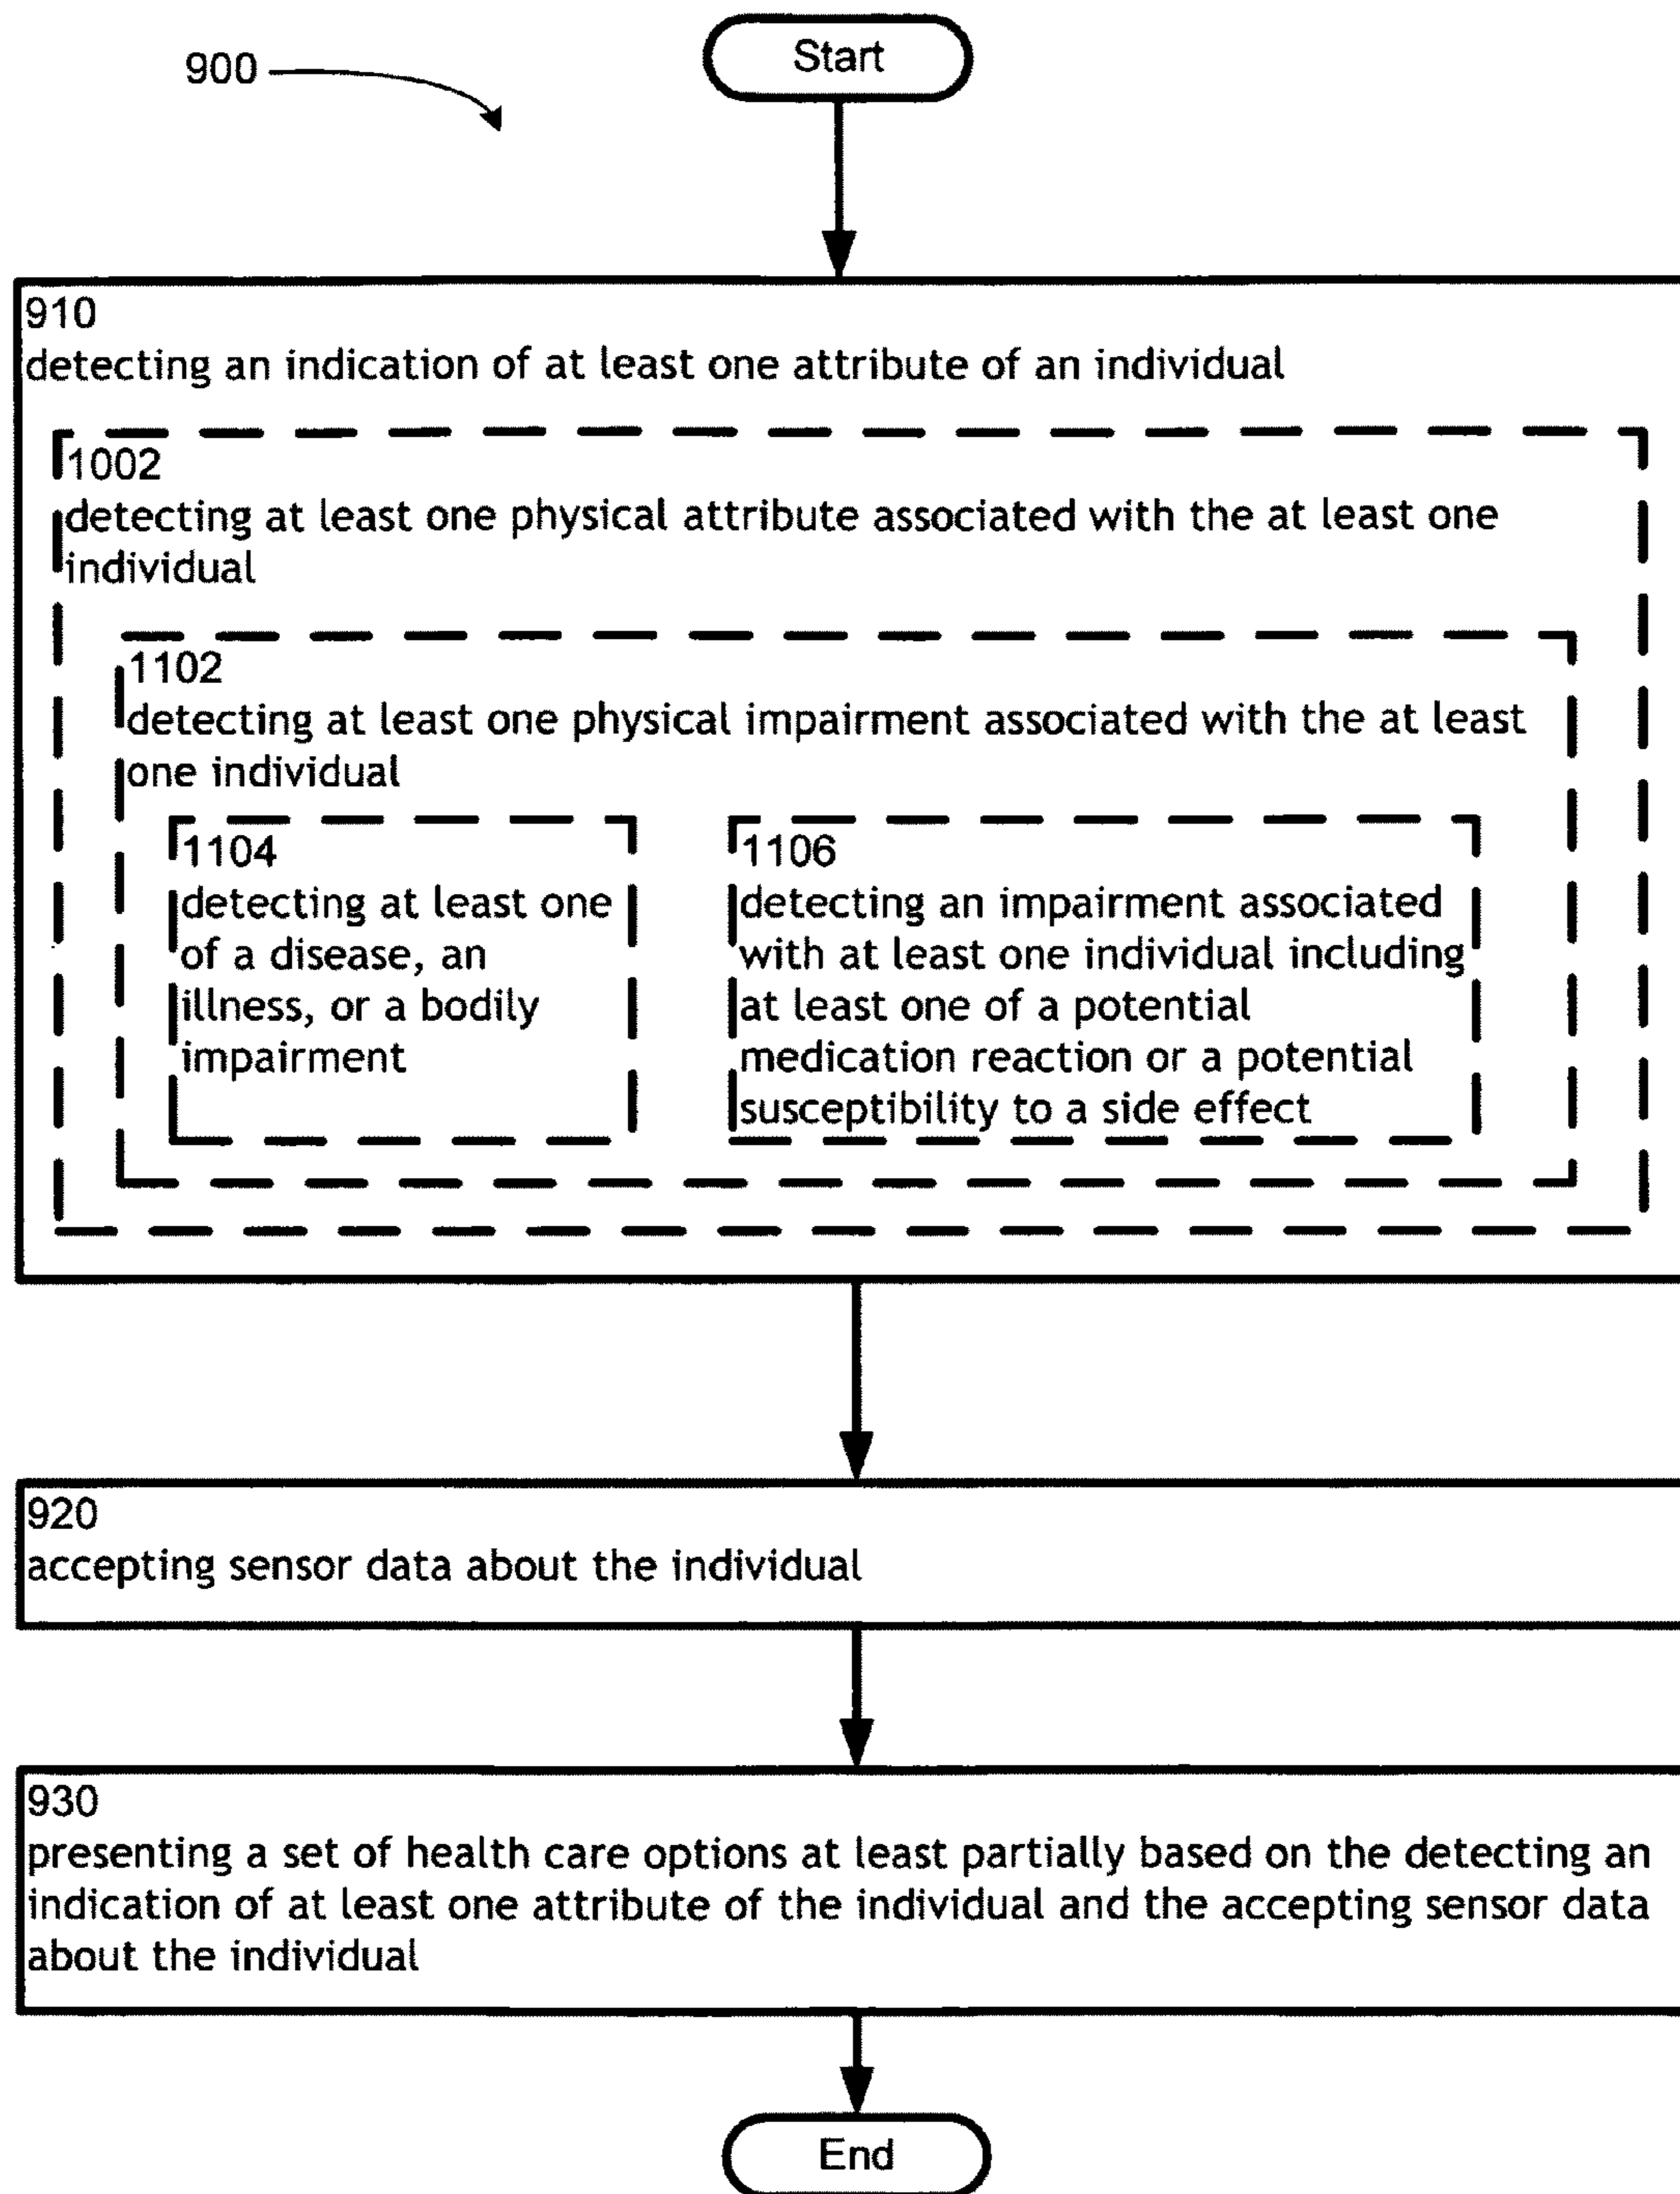 Start
900
910
detecting an indication of at least one attribute of an individual
1002
detecting at least one physical attribute associated with the at least one
individual
1102
detecting at least one physical impairment associated with the at least
one individual
1104
detecting at least one
of a disease, an
illness, or a bodily
impairment
1106
detecting an impairment associated
with at least one individual including
at least one of a potential
medication reaction or a potential
susceptibility to a side effect
920
accepting sensor data about the individual
930
presenting a set of health care options at least partially based on the detecting an
indication of at least one attribute of the individual and the accepting sensor data
about the individual
End